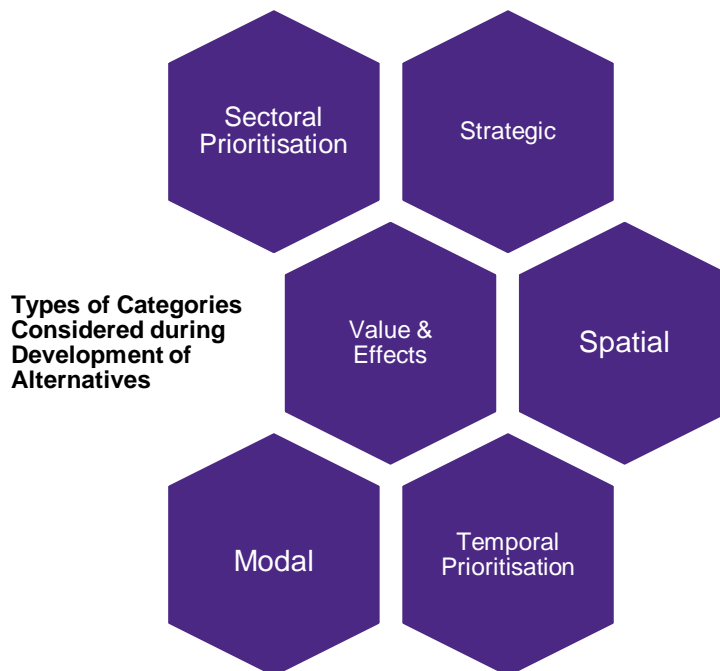 Sectoral
Prioritisation
Strategic
Types of Categories
Considered during
Development of
Alternatives
Value &
Effects
Spatial
Modal
Temporal
Prioritisation